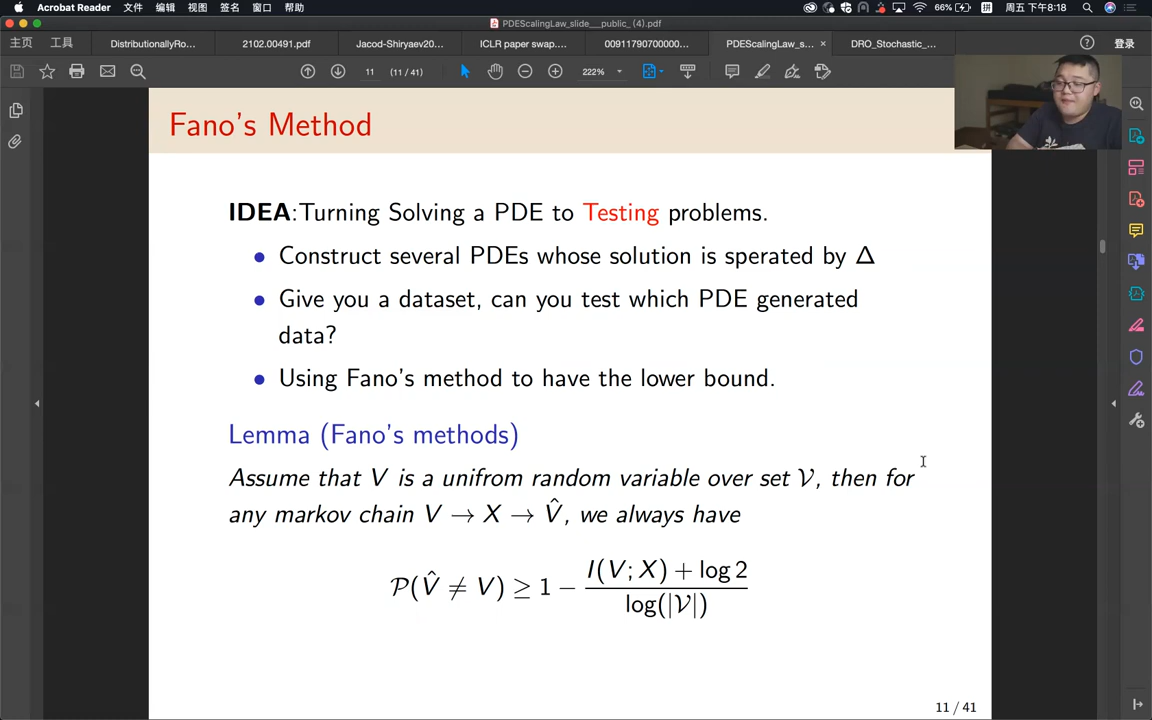 Acrobat Reader 文件 编辑 视图 签名 窗口 帮助 66% 拼 周五 下午8:18
PDEScalingLaw_slide__public_ (4).pdf
主页 工具 DistributionallyRo... 2102.00491.pdf Jacod-Shiryaev20... ICLR paper swap.... 00911790700000... PDEScalingLaw_s... × DRO_Stochastic_... 登录
11 (11 / 41) 222%
Fano's Method
IDEA:Turning Solving a PDE to Testing problems.
• Construct several PDEs whose solution is sperated by Δ
• Give you a dataset, can you test which PDE generated
data?
• Using Fano's method to have the lower bound.
Lemma (Fano's methods)
Assume that V is a unifrom random variable over set 𝒱, then for
any markov chain V → X → V̂, we always have
𝒫(V̂ ≠ V) ≥ 1 − (I(V; X) + log 2) / log(|𝒱|)
11 / 41